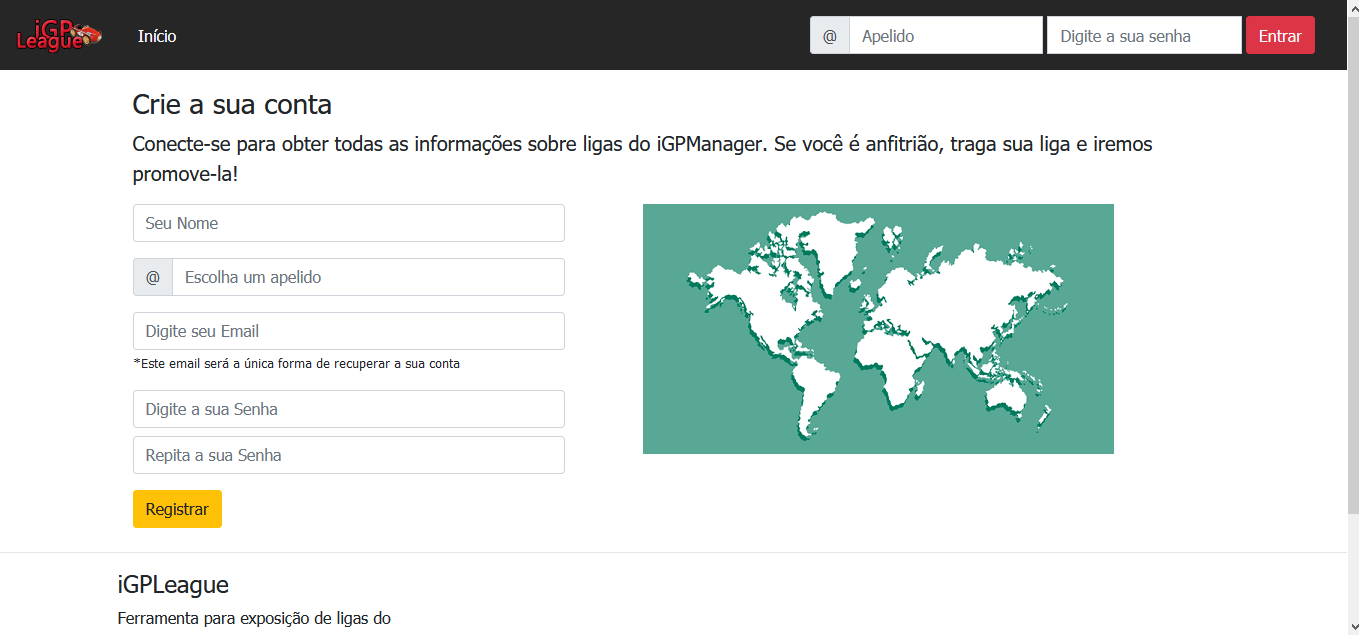 iGP
League
Início
@ Apelido Digite a sua senha Entrar
Crie a sua conta
Conecte-se para obter todas as informações sobre ligas do iGPManager. Se você é anfitrião, traga sua liga e iremos
promove-la!
Seu Nome
@ Escolha um apelido
Digite seu Email
*Este email será a única forma de recuperar a sua conta
Digite a sua Senha
Repita a sua Senha
Registrar
iGPLeague
Ferramenta para exposição de ligas do